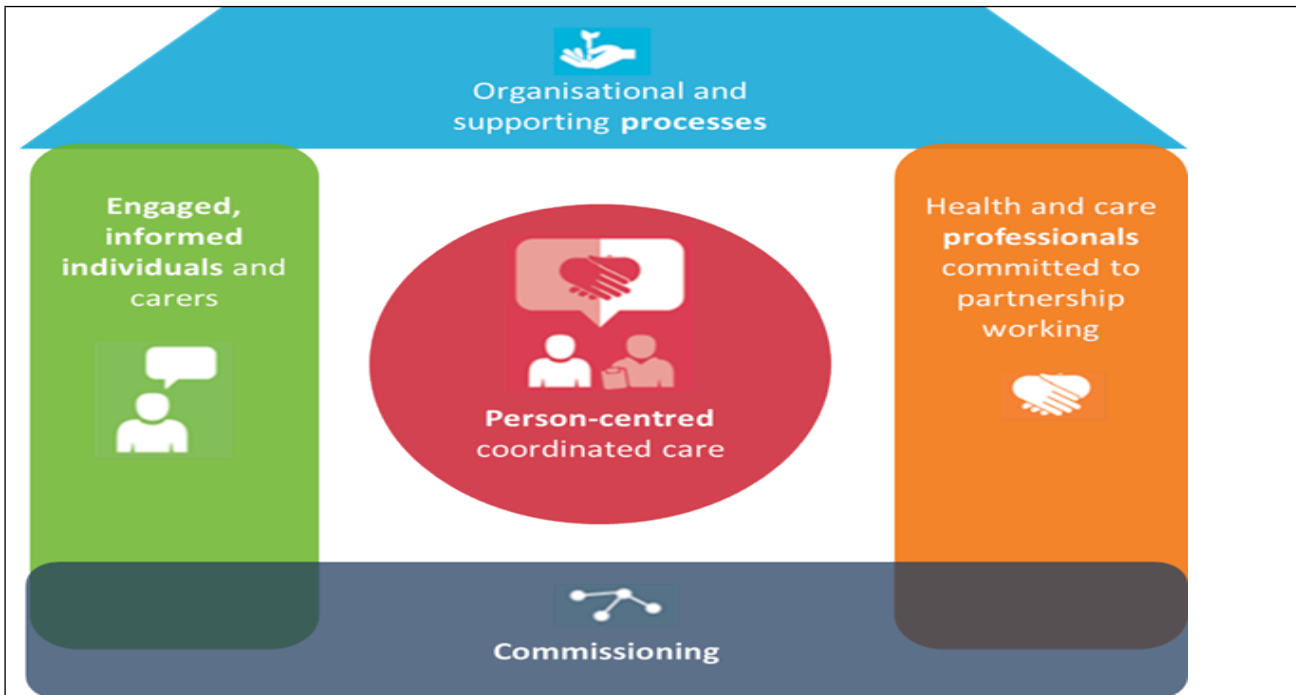 Organisational and
supporting processes
Engaged,
informed
individuals and
carers
Person-centred
coordinated care
Health and care
professionals
committed to
partnership
working
Commissioning